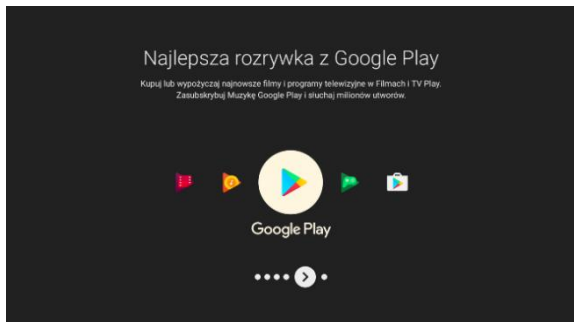 Najlepsza rozrywka z Google Play
Kupuj lub wypożyczaj najnowsze filmy i programy telewizyjne w Filmach i TV Play.
Zasubskrybuj Muzykę Google Play i słuchaj milionów utworów.
Google Play